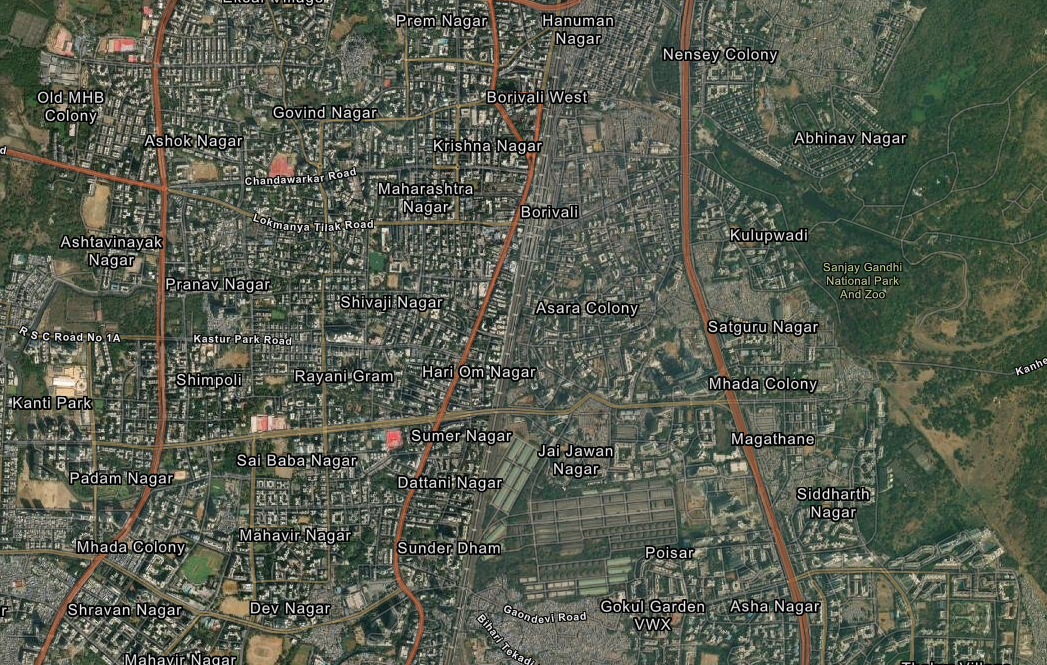 Eksar Village
Prem Nagar
Hanuman
Nagar
Nensey Colony
Old MHB
Colony
Govind Nagar
Borivali West
Ashok Nagar
Krishna Nagar
Abhinav Nagar
Chandawarkar Road
Maharashtra
Nagar
Lokmanya Tilak Road
Borivali
Ashtavinayak
Nagar
Kulupwadi
Pranav Nagar
Shivaji Nagar
Sanjay Gandhi
National Park
And Zoo
Asara Colony
R S C Road No 1A
Kastur Park Road
Satguru Nagar
Shimpoli
Rayani Gram
Hari Om Nagar
Kanhe
Mhada Colony
Kanti Park
Sumer Nagar
Magathane
Sai Baba Nagar
Jai Jawan
Nagar
Padam Nagar
Dattani Nagar
Siddharth
Nagar
Mahavir Nagar
Mhada Colony
Sunder Dham
Poisar
Shravan Nagar
Dev Nagar
Gaondevi Road
Gokul Garden
VWX
Asha Nagar
Bihari Tekadi
Mahavir Nagar